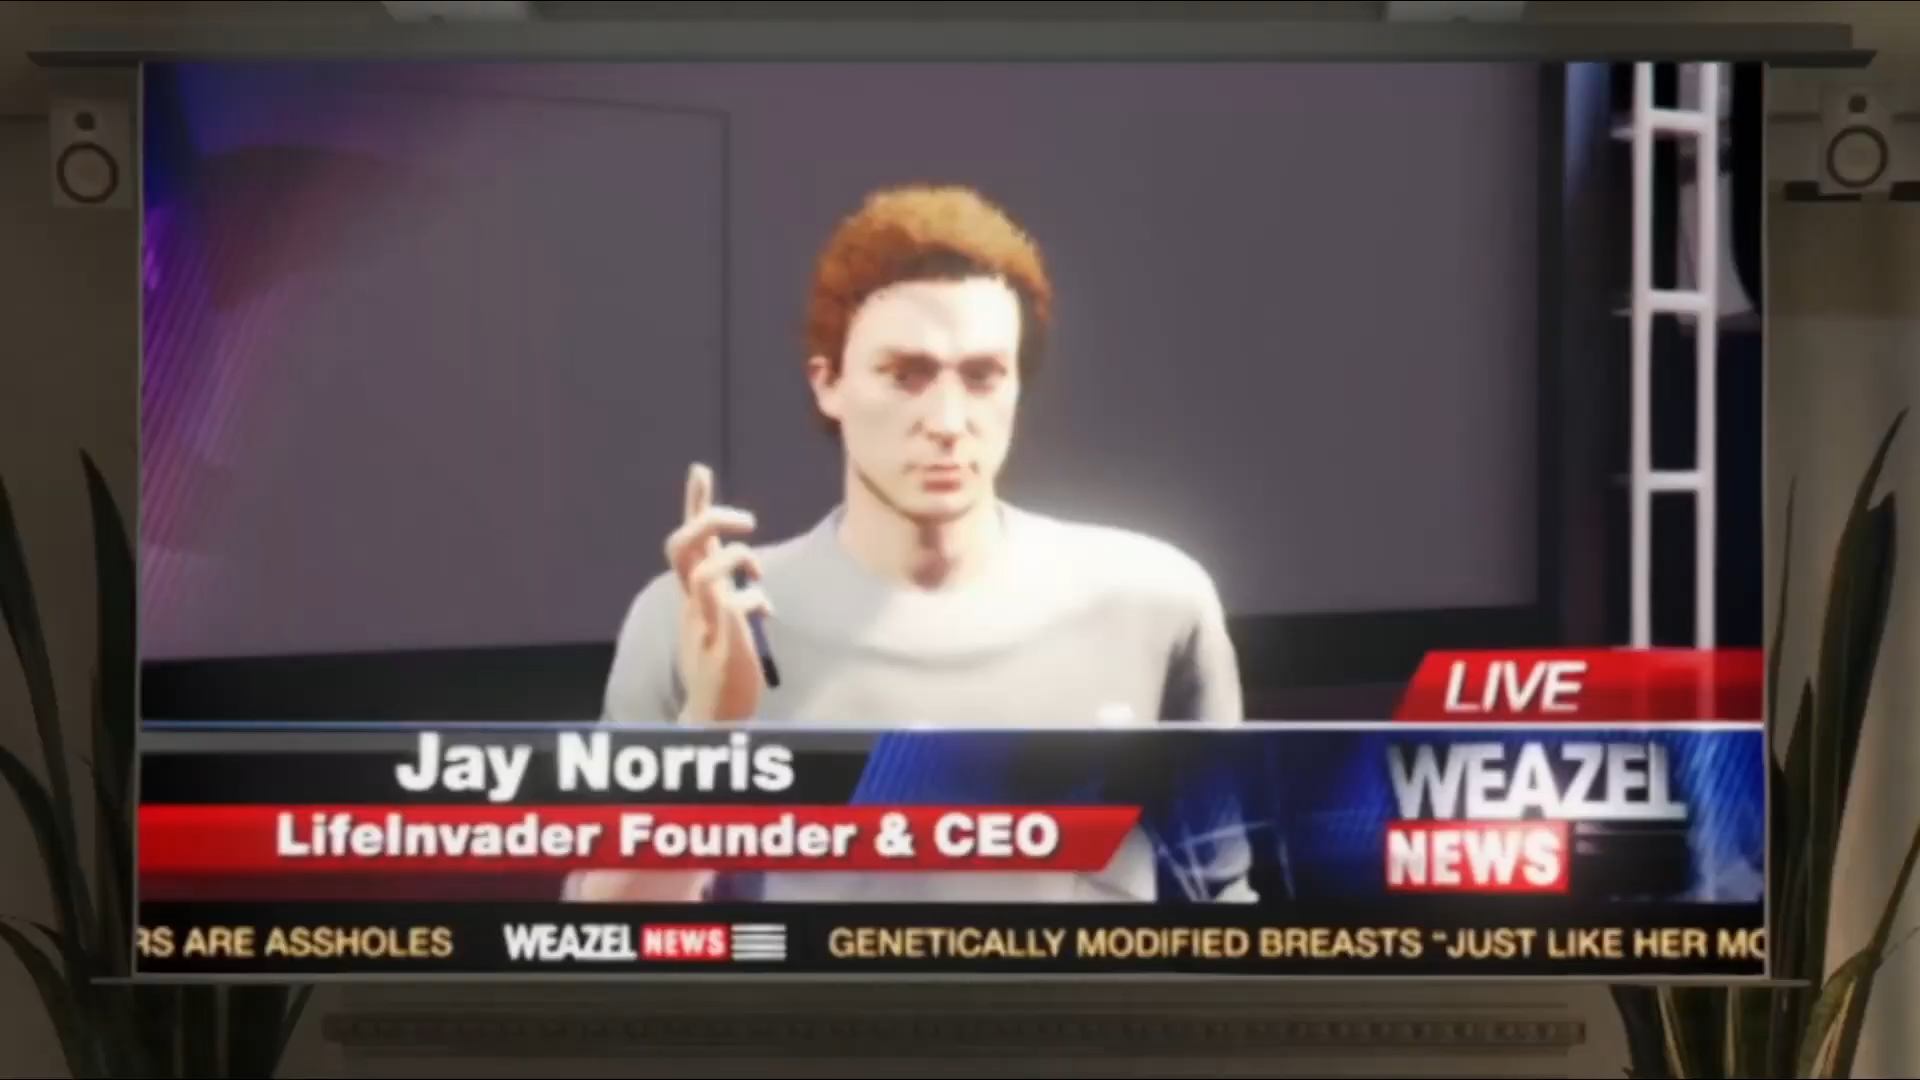 LIVE
Jay Norris
WEAZEL
LifeInvader Founder & CEO
NEWS
RS ARE ASSHOLES WEAZEL NEWS GENETICALLY MODIFIED BREASTS “JUST LIKE HER MO